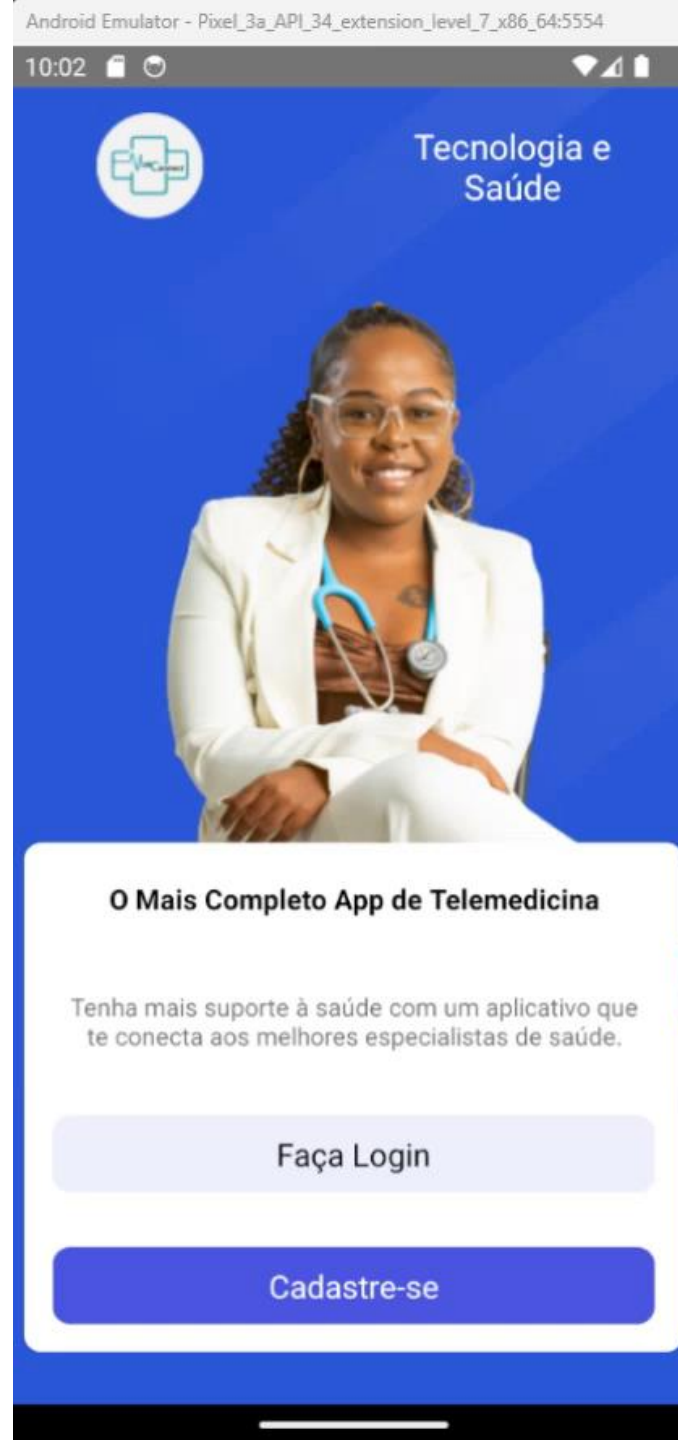 Android Emulator - Pixel_3a_API_34_extension_level_7_x86_64:5554
10:02
Tecnologia e
Saúde
O Mais Completo App de Telemedicina
Tenha mais suporte à saúde com um aplicativo que
te conecta aos melhores especialistas de saúde.
Faça Login
Cadastre-se